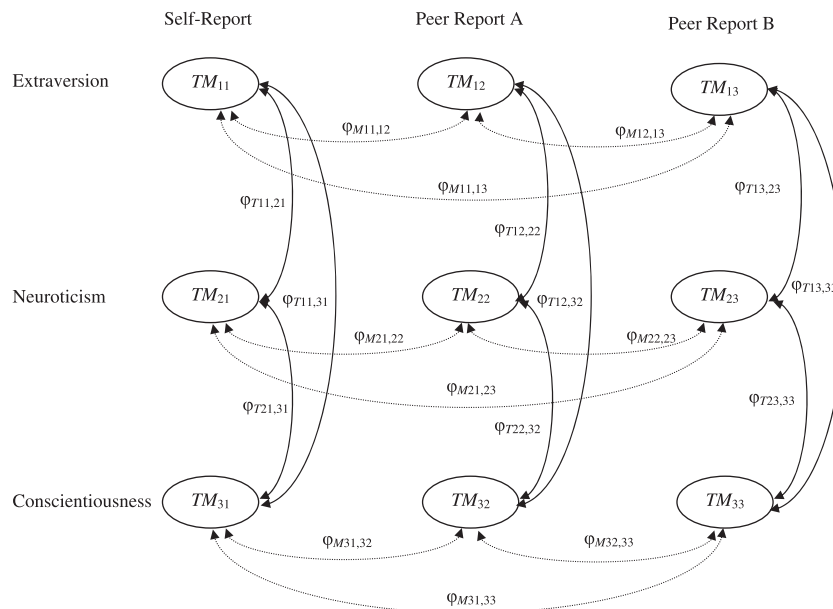 Self-Report Peer Report A Peer Report B
Extraversion TM11 TM12 TM13
φM11,12 φM12,13
φM11,13
φT11,21 φT12,22 φT13,23
Neuroticism TM21 TM22 TM23
φT11,31 φT12,32 φT13,33
φM21,22 φM22,23
φM21,23
φT21,31 φT22,32 φT23,33
Conscientiousness TM31 TM32 TM33
φM31,32 φM32,33
φM31,33